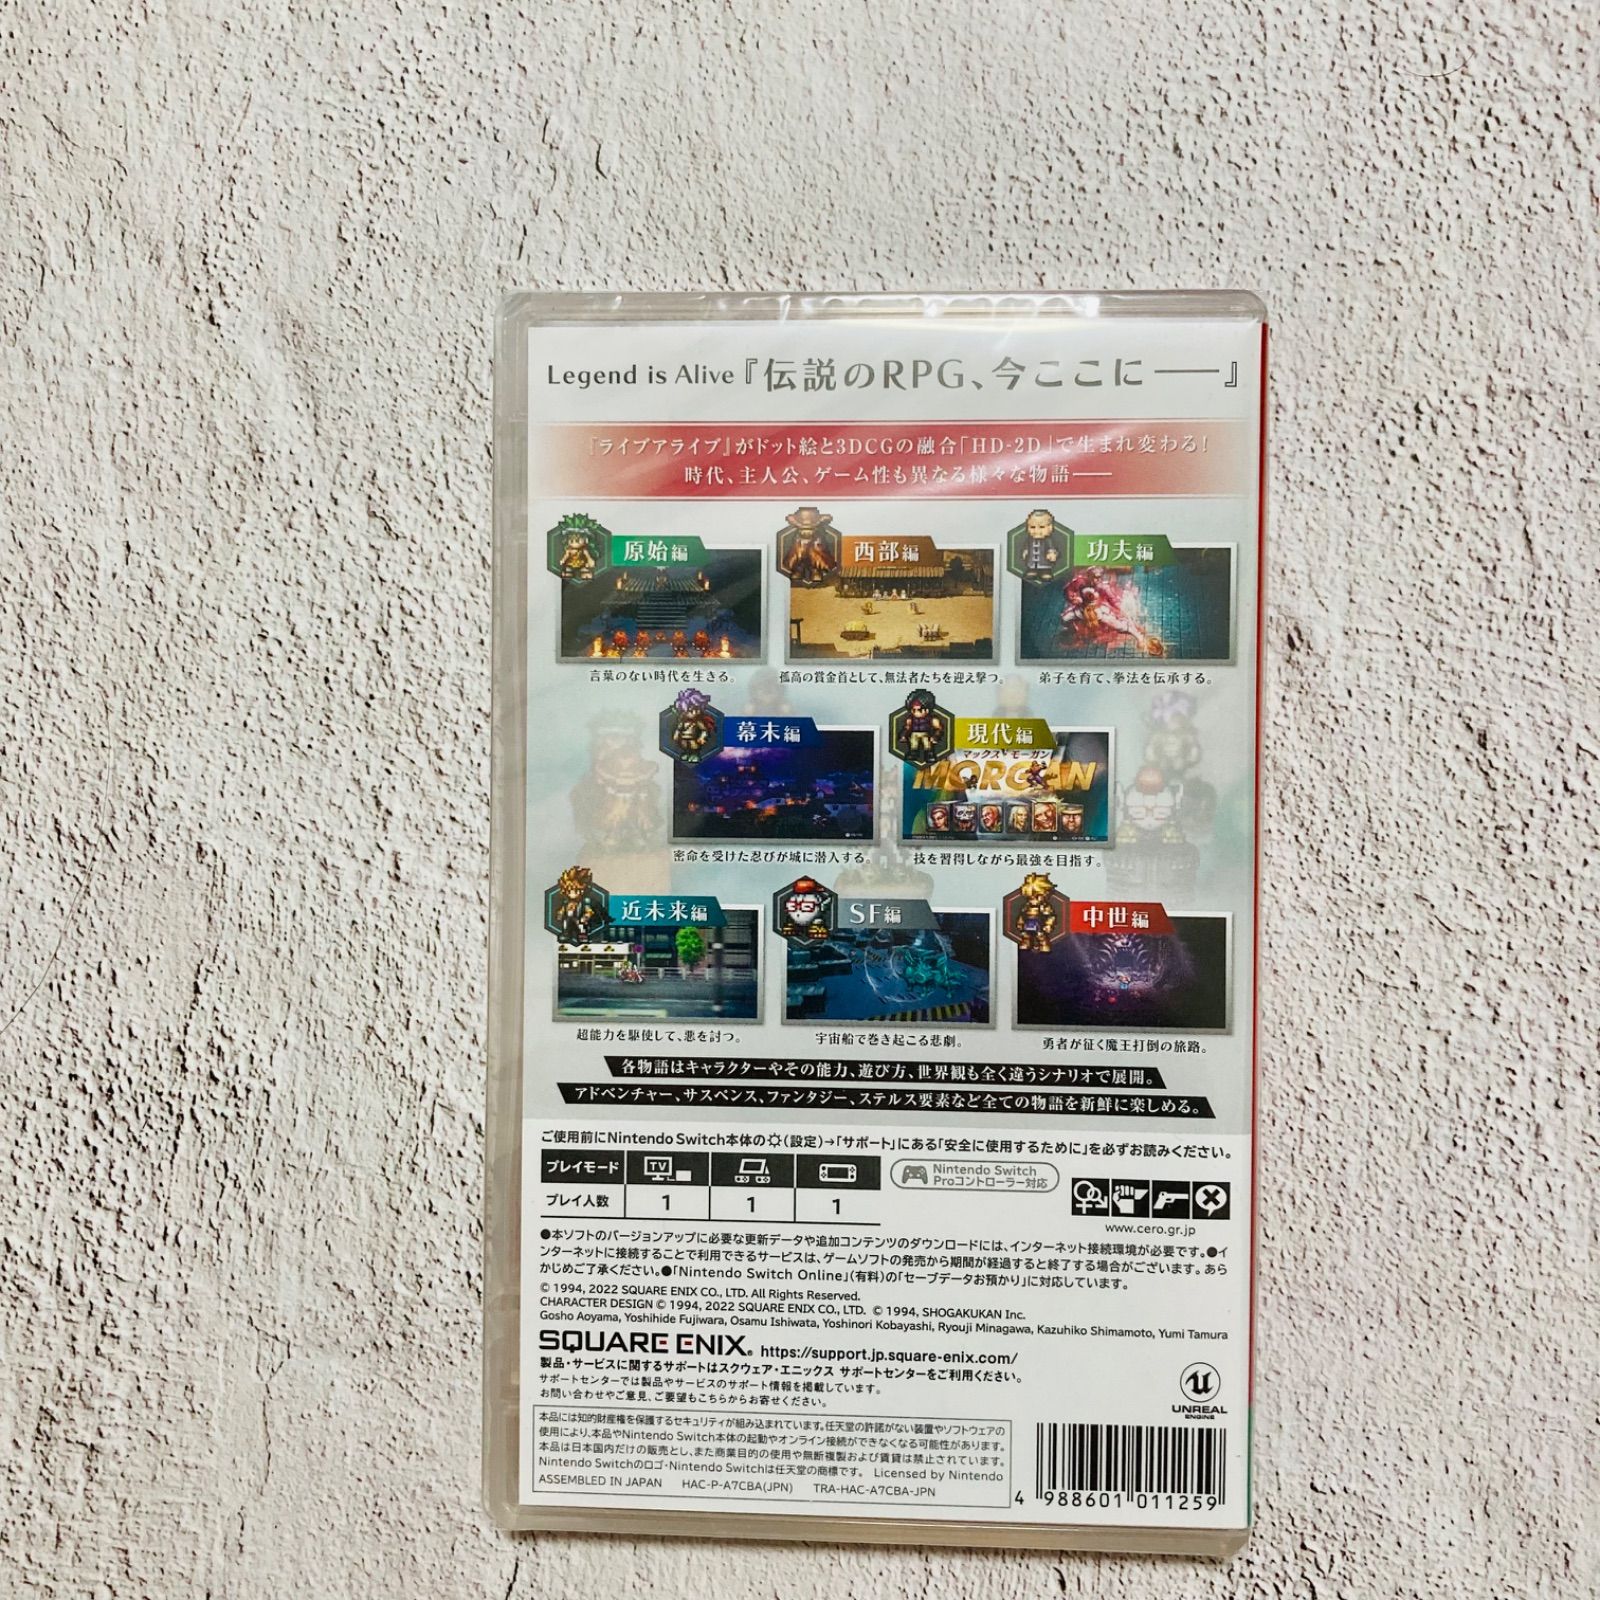 Legend is Alive『伝説のRPG、今ここに──』
『ライブアライブ』がドット絵と3DCGの融合「HD-2D」で生まれ変わる!
時代、主人公、ゲーム性も異なる様々な物語──
原始編
西部編
功夫編
言葉のない時代を生きる。
孤高の賞金首として、無法者たちを迎え撃つ。
弟子を育て、拳法を伝承する。
幕末編
現代編
マックス・モーガン
MORGAN
密命を受けた忍びが城に潜入する。
技を習得しながら最強を目指す。
近未来編
SF編
中世編
超能力を駆使して、悪を討つ。
宇宙船で巻き起こる悲劇。
勇者が征く魔王打倒の旅路。
各物語はキャラクターやその能力、遊び方、世界観も全く違うシナリオで展開。
アドベンチャー、サスペンス、ファンタジー、ステルス要素など全ての物語を新鮮に楽しめる。
ご使用前にNintendo Switch本体の(設定)→「サポート」にある「安全に使用するために」を必ずお読みください。
プレイモード TV
プレイ人数 1 1 1
Nintendo Switch
Proコントローラー対応
www.cero.gr.jp
●本ソフトのバージョンアップに必要な更新データや追加コンテンツのダウンロードには、インターネット接続環境が必要です。●イ
ンターネットに接続することで利用できるサービスは、ゲームソフトの発売から期間が経過すると終了する場合がございます。あら
かじめご了承ください。●「Nintendo Switch Online」(有料)の「セーブデータお預かり」に対応しています。
© 1994, 2022 SQUARE ENIX CO., LTD. All Rights Reserved.
CHARACTER DESIGN © 1994, 2022 SQUARE ENIX CO., LTD. © 1994, SHOGAKUKAN Inc.
Gosho Aoyama, Yoshihide Fujiwara, Osamu Ishiwata, Yoshinori Kobayashi, Ryouji Minagawa, Kazuhiko Shimamoto, Yumi Tamura
SQUARE ENIX. https://support.jp.square-enix.com/
製品・サービスに関するサポートはスクウェア・エニックス サポートセンターをご利用ください。
サポートセンターでは製品やサービスのサポート情報を掲載しています。
お問い合わせやご意見、ご要望もこちらからお寄せください。
UNREAL
ENGINE
本品には知的財産権を保護するセキュリティが組み込まれています。任天堂の許諾がない装置やソフトウェアの
使用により、本品やNintendo Switch本体の起動やオンライン接続ができなくなる可能性があります。
本品は日本国内だけの販売とし、また商業目的の使用や無断複製および賃貸は禁止されています。
Nintendo Switchのロゴ・Nintendo Switchは任天堂の商標です。 Licensed by Nintendo
ASSEMBLED IN JAPAN HAC-P-A7CBA(JPN) TRA-HAC-A7CBA-JPN
4 988601 011259